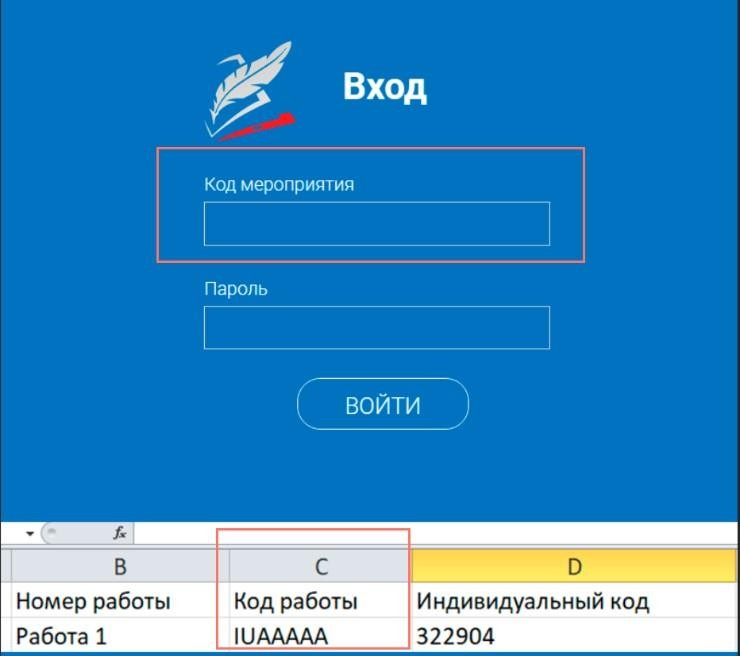 Вход
Код мероприятия
Пароль
ВОЙТИ
fx
B C D
Номер работы Код работы Индивидуальный код
Работа 1 IUAAAAA 322904